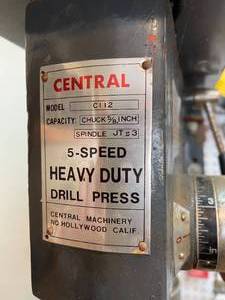 CENTRAL
MODEL C112
CAPACITY: CHUCK 5/8 INCH
SPINDLE JT#3
5-SPEED
HEAVY DUTY
DRILL PRESS
CENTRAL MACHINERY
NO HOLLYWOOD CALIF.